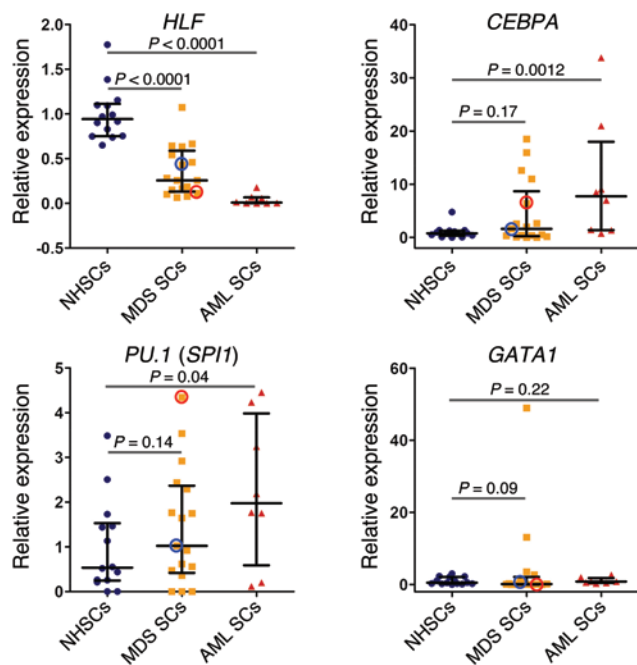 HLF
Relative expression
2.0
1.5
1.0
0.5
0.0
-0.5
P < 0.0001
P < 0.0001
NHSCs
MDS SCs
AML SCs
CEBPA
Relative expression
40
30
20
10
0
P = 0.0012
P = 0.17
NHSCs
MDS SCs
AML SCs
PU.1 (SPI1)
Relative expression
5
4
3
2
1
0
P = 0.04
P = 0.14
NHSCs
MDS SCs
AML SCs
GATA1
Relative expression
60
40
20
0
P = 0.22
P = 0.09
NHSCs
MDS SCs
AML SCs